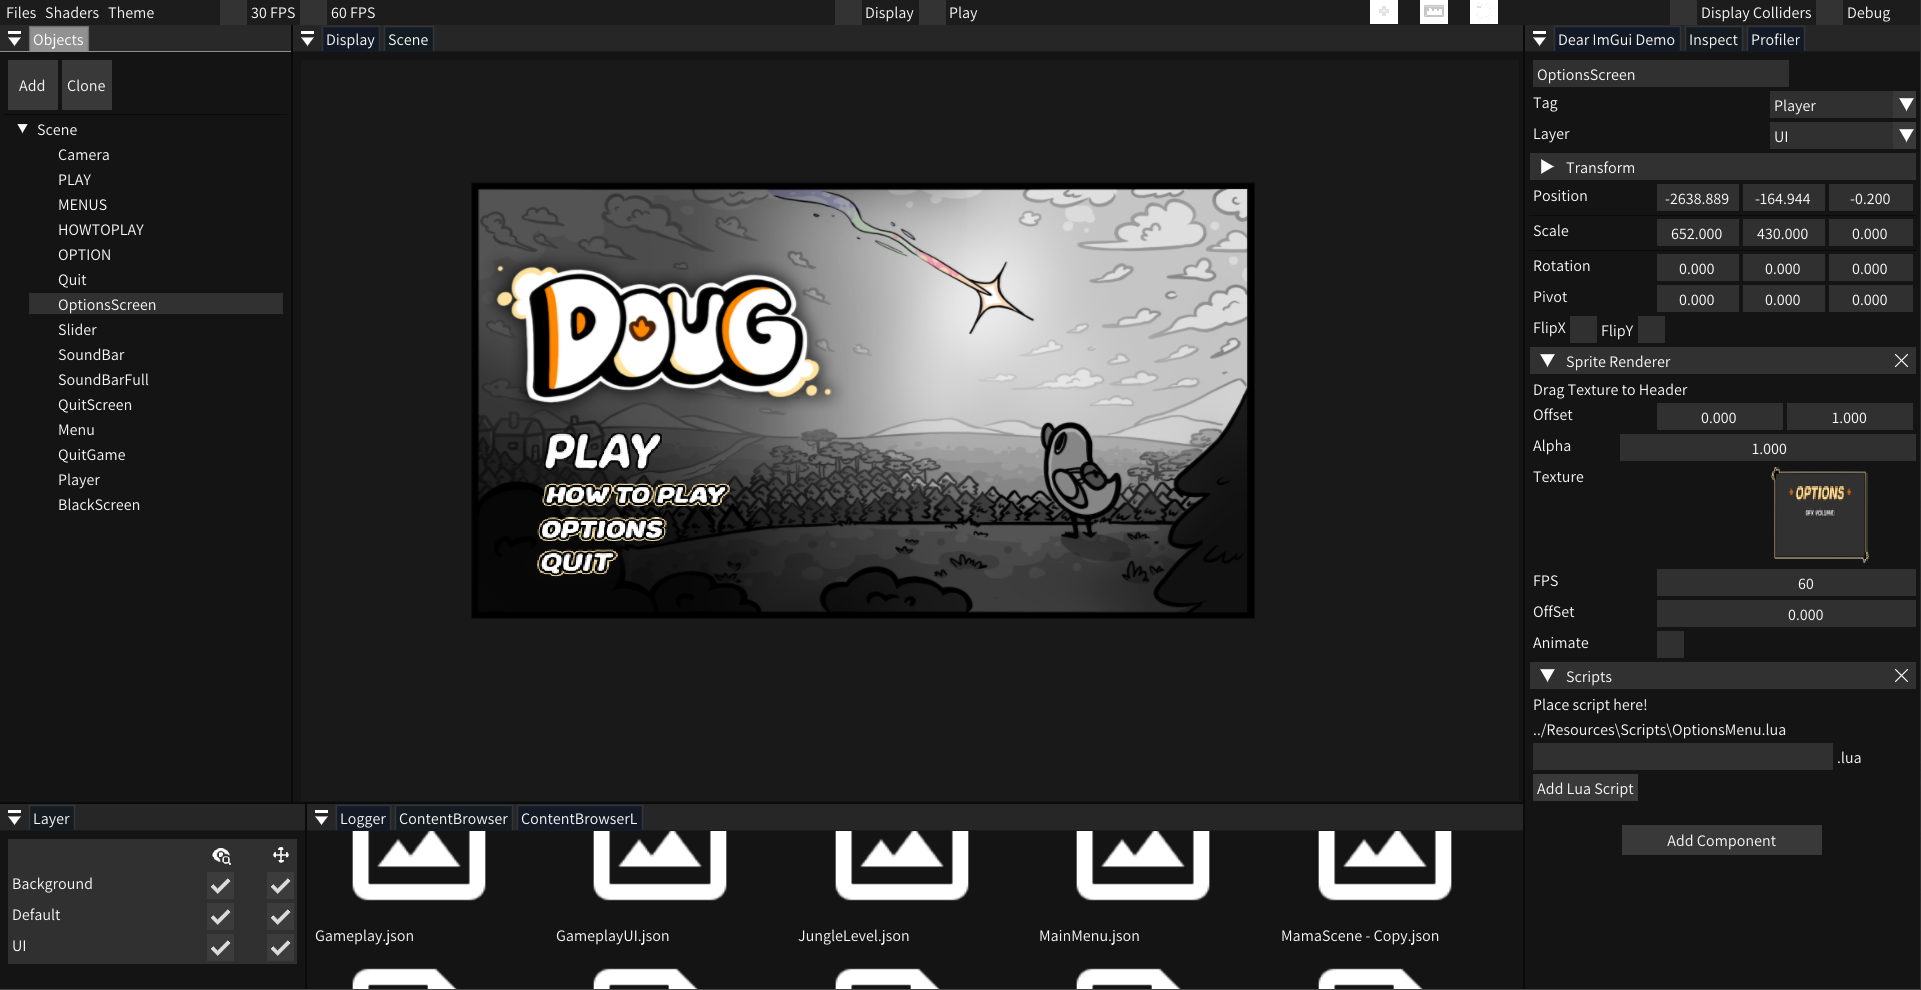 Files Shaders Theme 30 FPS 60 FPS Display Play Display Colliders Debug
Objects
Add Clone
Scene
Camera
PLAY
MENUS
HOWTOPLAY
OPTION
Quit
OptionsScreen
Slider
SoundBar
SoundBarFull
QuitScreen
Menu
QuitGame
Player
BlackScreen
Display Scene
DOUG
PLAY
HOW TO PLAY
OPTIONS
QUIT
Dear ImGui Demo Inspect Profiler
OptionsScreen
Tag Player
Layer UI
Transform
Position -2638.889 -164.944 -0.200
Scale 652.000 430.000 0.000
Rotation 0.000 0.000 0.000
Pivot 0.000 0.000 0.000
FlipX FlipY
Sprite Renderer
Drag Texture to Header
Offset 0.000 1.000
Alpha 1.000
Texture
OPTIONS
SFX VOLUME:
FPS 60
OffSet 0.000
Animate
Scripts
Place script here!
../Resources\Scripts\OptionsMenu.lua
.lua
Add Lua Script
Add Component
Layer
Background
Default
UI
Logger ContentBrowser ContentBrowserL
Gameplay.json GameplayUI.json JungleLevel.json MainMenu.json MamaScene - Copy.json